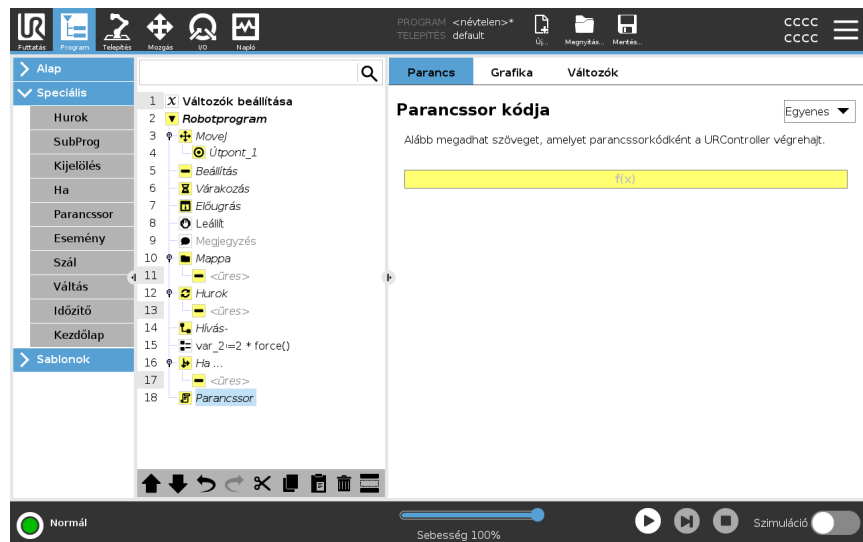 PROGRAM <névtelen>*
TELEPÍTÉS default
CCCC
CCCC
Futtatás Program Telepítés Mozgás I/O Napló
Új... Megnyitás... Mentés...
Alap
Speciális
Hurok
SubProg
Kijelölés
Ha
Parancssor
Esemény
Szál
Váltás
Időzítő
Kezdőlap
Sablonok
1 X Változók beállítása
2 Robotprogram
3 MoveJ
4 Útpont_1
5 Beállítás
6 Várakozás
7 Előugrás
8 Leállít
9 Megjegyzés
10 Mappa
11 <üres>
12 Hurok
13 <üres>
14 Hívás-
15 var_2:=2 * force()
16 Ha ...
17 <üres>
18 Parancssor
Parancs Grafika Változók
Parancssor kódja
Egyenes
Alább megadhat szöveget, amelyet parancssorkódként a URController végrehajt.
f(x)
Normál
Sebesség 100%
Szimuláció